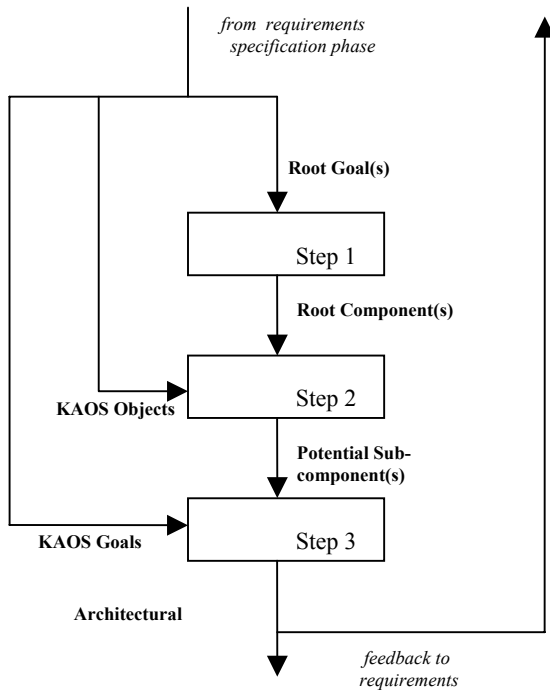 from requirements
specification phase
Root Goal(s)
Step 1
Root Component(s)
Step 2
KAOS Objects
Potential Sub-
component(s)
Step 3
KAOS Goals
Architectural
feedback to
requirements